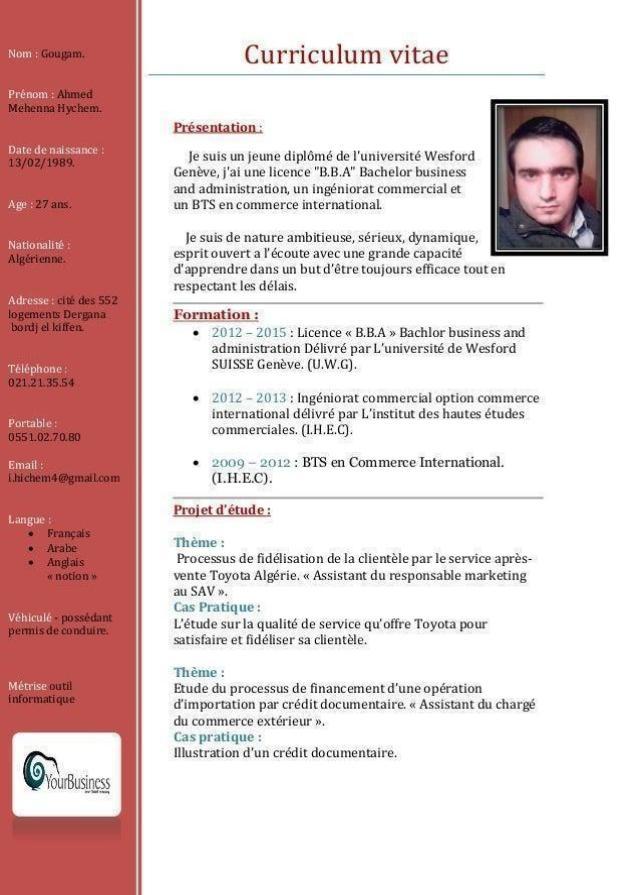 Nom : Gougam.
Prénom : Ahmed
Mehenna Hychem.
Date de naissance :
13/02/1989.
Age : 27 ans.
Nationalité :
Algérienne.
Adresse : cité des 552
logements Dergana
bordj el kiffen.
Téléphone :
021.21.35.54
Portable :
0551.02.70.80
Email :
i.hichem4@gmail.com
Langue :
• Français
• Arabe
• Anglais
« notion »
Véhiculé - possédant
permis de conduire.
Métrise outil
informatique
YourBusiness
Curriculum vitae
Présentation :
Je suis un jeune diplômé de l'université Wesford
Genève, j'ai une licence "B.B.A" Bachelor business
and administration, un ingéniorat commercial et
un BTS en commerce international.
Je suis de nature ambitieuse, sérieux, dynamique,
esprit ouvert a l'écoute avec une grande capacité
d'apprendre dans un but d'être toujours efficace tout en
respectant les délais.
Formation :
• 2012 – 2015 : Licence « B.B.A » Bachlor business and
administration Délivré par L'université de Wesford
SUISSE Genève. (U.W.G).
• 2012 – 2013 : Ingéniorat commercial option commerce
international délivré par L'institut des hautes études
commerciales. (I.H.E.C).
• 2009 – 2012 : BTS en Commerce International.
(I.H.E.C).
Projet d'étude :
Thème :
Processus de fidélisation de la clientèle par le service après-
vente Toyota Algérie. « Assistant du responsable marketing
au SAV ».
Cas Pratique :
L'étude sur la qualité de service qu'offre Toyota pour
satisfaire et fidéliser sa clientèle.
Thème :
Etude du processus de financement d'une opération
d'importation par crédit documentaire. « Assistant du chargé
du commerce extérieur ».
Cas pratique :
Illustration d'un crédit documentaire.